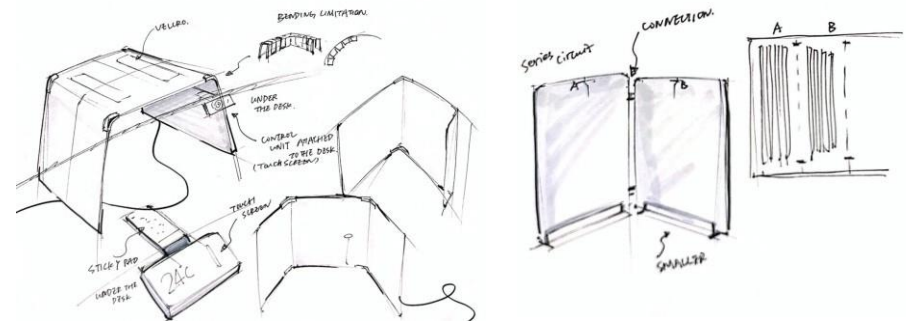 VELCRO.
BENDING LIMITATION.
UNDER
THE DESK.
CONTROL
UNIT ATTACHED
TO THE DESK.
(TOUCH SCREEN)
TOUCH
SCREEN
STICKY PAD
24C
UNDER THE
DESK
CONNECTION.
Series circuit
A
B
SMALLER
A B